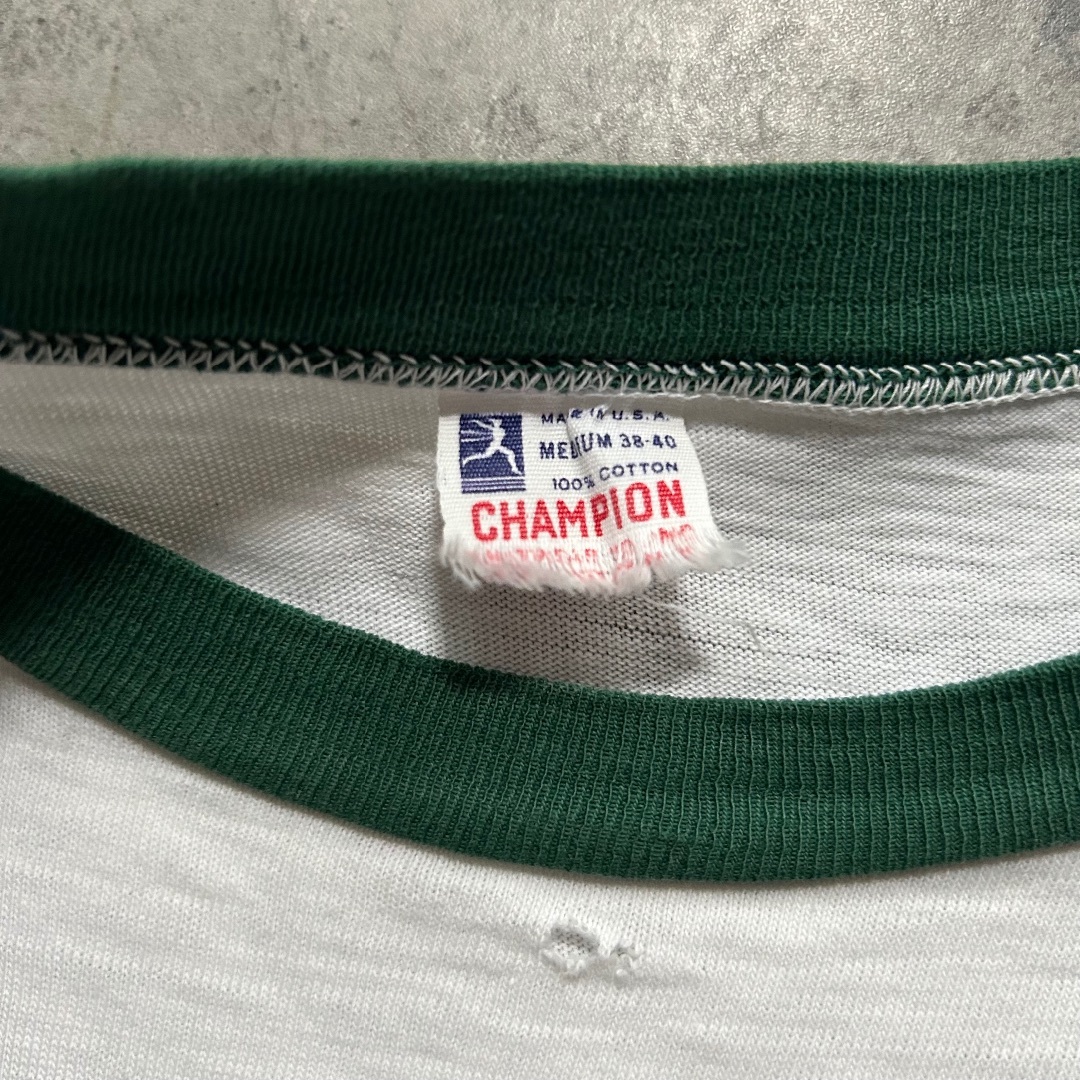 MADE IN U.S.A.
MEDIUM 38-40
100% COTTON
CHAMPION